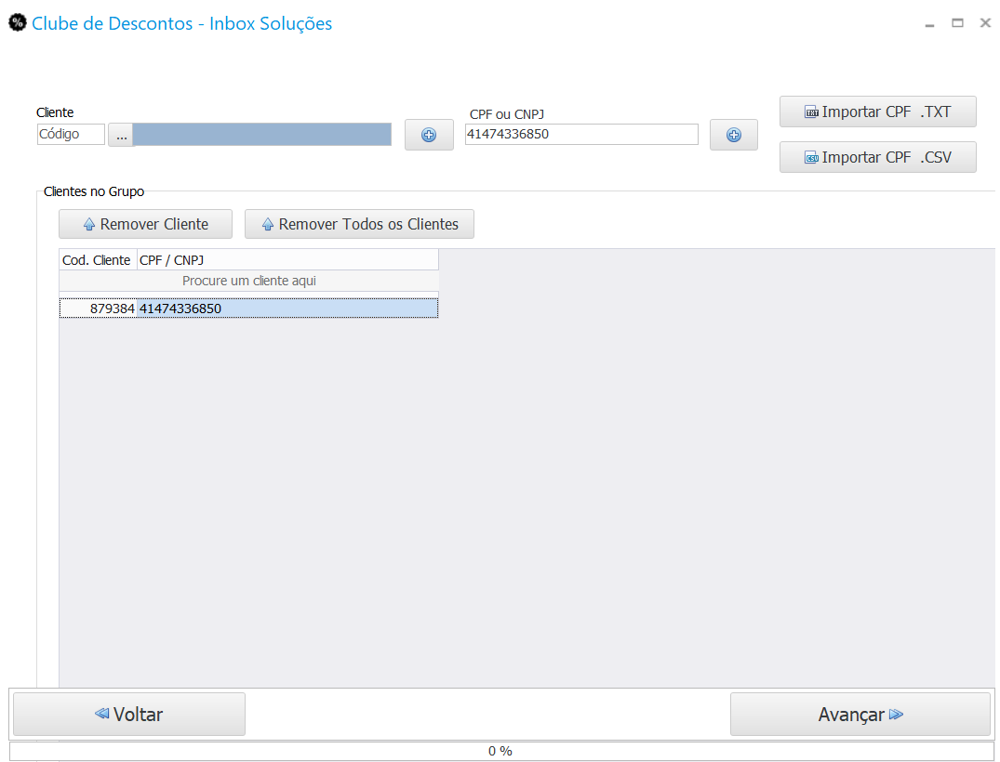 Clube de Descontos - Inbox Soluções
Cliente
Código
...
CPF ou CNPJ
41474336850
Importar CPF .TXT
Importar CPF .CSV
Clientes no Grupo
Remover Cliente
Remover Todos os Clientes
Cod. Cliente CPF / CNPJ
Procure um cliente aqui
879384 41474336850
Voltar
Avançar
0 %